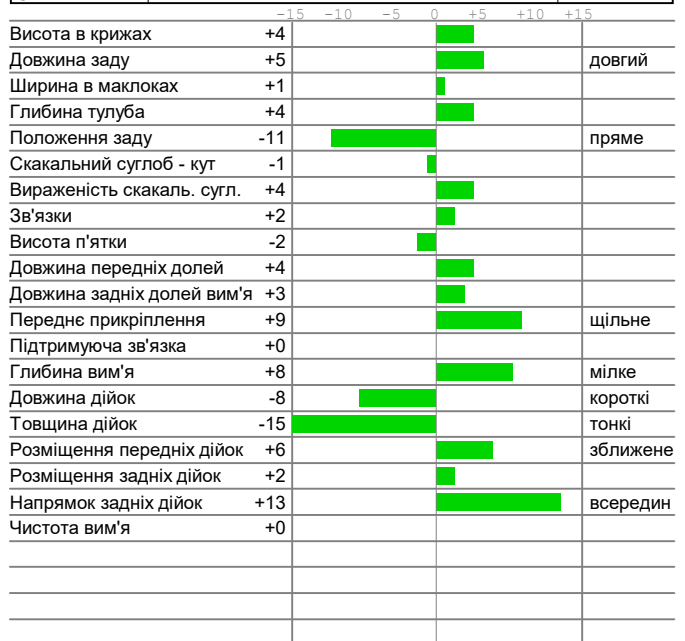 -15 -10 -5 0 +5 +10 +15
Висота в крижах +4
Довжина заду +5 довгий
Ширина в маклоках +1
Глибина тулуба +4
Положення заду -11 пряме
Скакальний суглоб - кут -1
Вираженість скакаль. сугл. +4
Зв'язки +2
Висота п'ятки -2
Довжина передніх долей +4
Довжина задніх долей вим'я +3
Переднє прикріплення +9 щільне
Підтримуюча зв'язка +0
Глибина вим'я +8 мілке
Довжина дійок -8 короткі
Товщина дійок -15 тонкі
Розміщення передніх дійок +6 зближене
Розміщення задніх дійок +2
Напрямок задніх дійок +13 всередин
Чистота вим'я +0